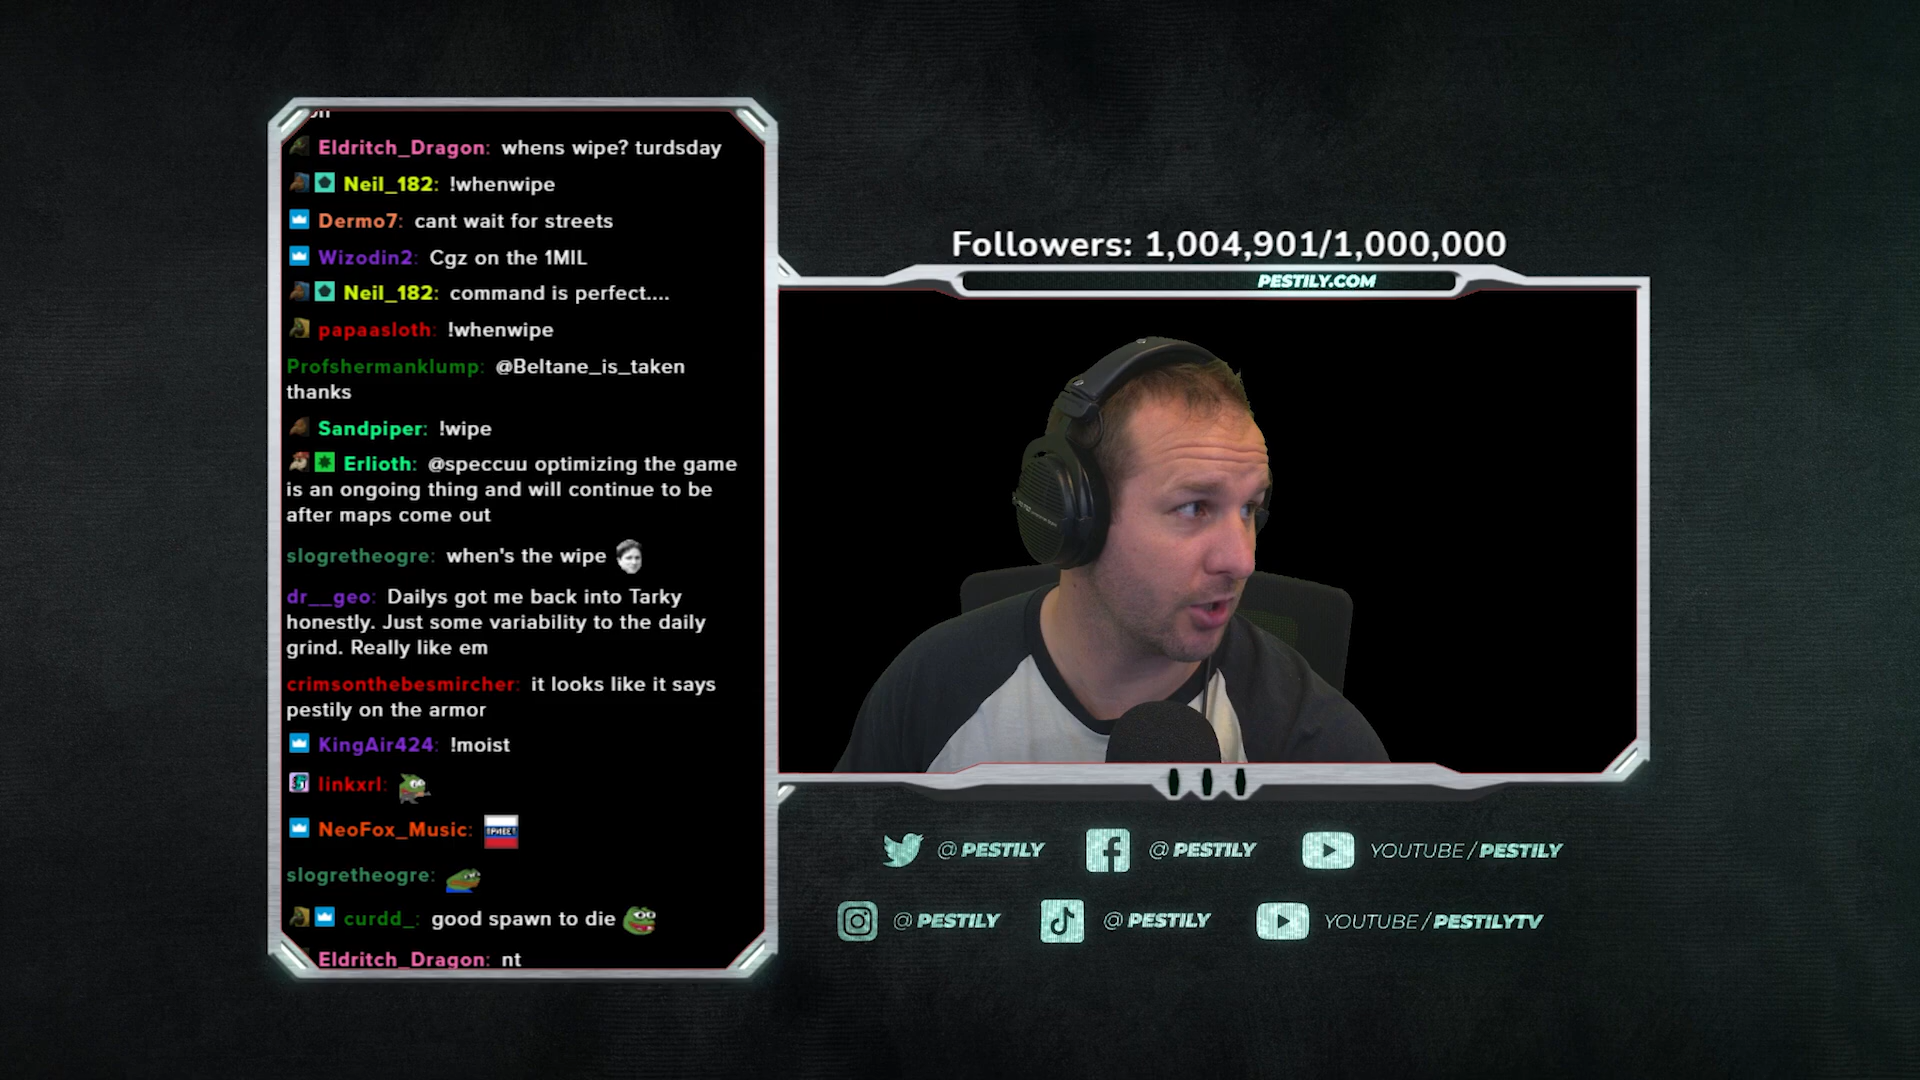 Eldritch_Dragon: whens wipe? turdsday
Neil_182: !whenwipe
Dermo7: cant wait for streets
Wizodin2: Cgz on the 1MIL
Neil_182: command is perfect....
papaasloth: !whenwipe
Profshermanklump: @Beltane_is_taken
thanks
Sandpiper: !wipe
Erlioth: @speccuu optimizing the game
is an ongoing thing and will continue to be
after maps come out
slogretheogre: when's the wipe
dr__geo: Dailys got me back into Tarky
honestly. Just some variability to the daily
grind. Really like em
crimsonthebesmircher: it looks like it says
pestily on the armor
KingAir424: !moist
linkxrl:
NeoFox_Music: ПРИВЕТ
slogretheogre:
curdd_: good spawn to die
Eldritch_Dragon: nt
Followers: 1,004,901/1,000,000
PESTILY.COM
@PESTILY
@PESTILY
YOUTUBE/PESTILY
@PESTILY
@PESTILY
YOUTUBE/PESTILYTV